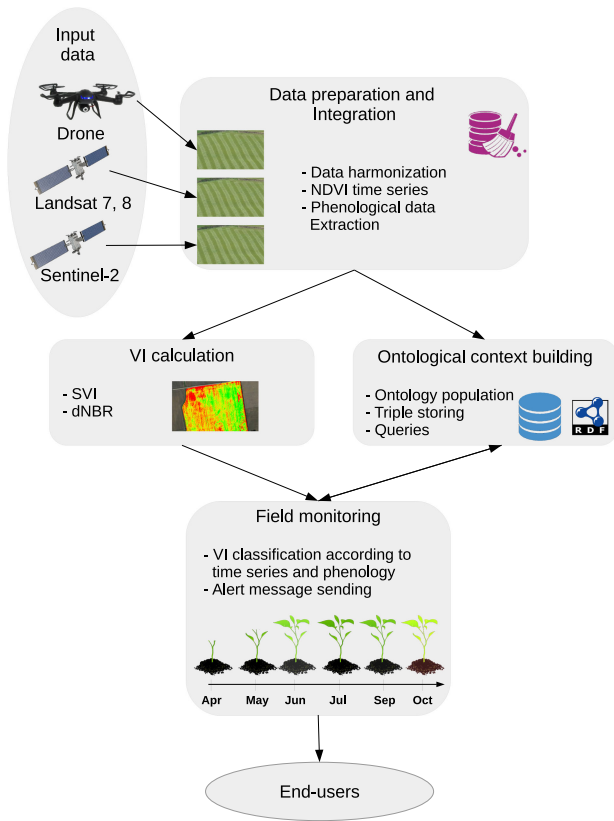 Input
data
Drone
Landsat 7, 8
Sentinel-2
Data preparation and
Integration
- Data harmonization
- NDVI time series
- Phenological data
Extraction
VI calculation
- SVI
- dNBR
Ontological context building
- Ontology population
- Triple storing
- Queries
RDF
Field monitoring
- VI classification according to
time series and phenology
- Alert message sending
Apr May Jun Jul Sep Oct
End-users